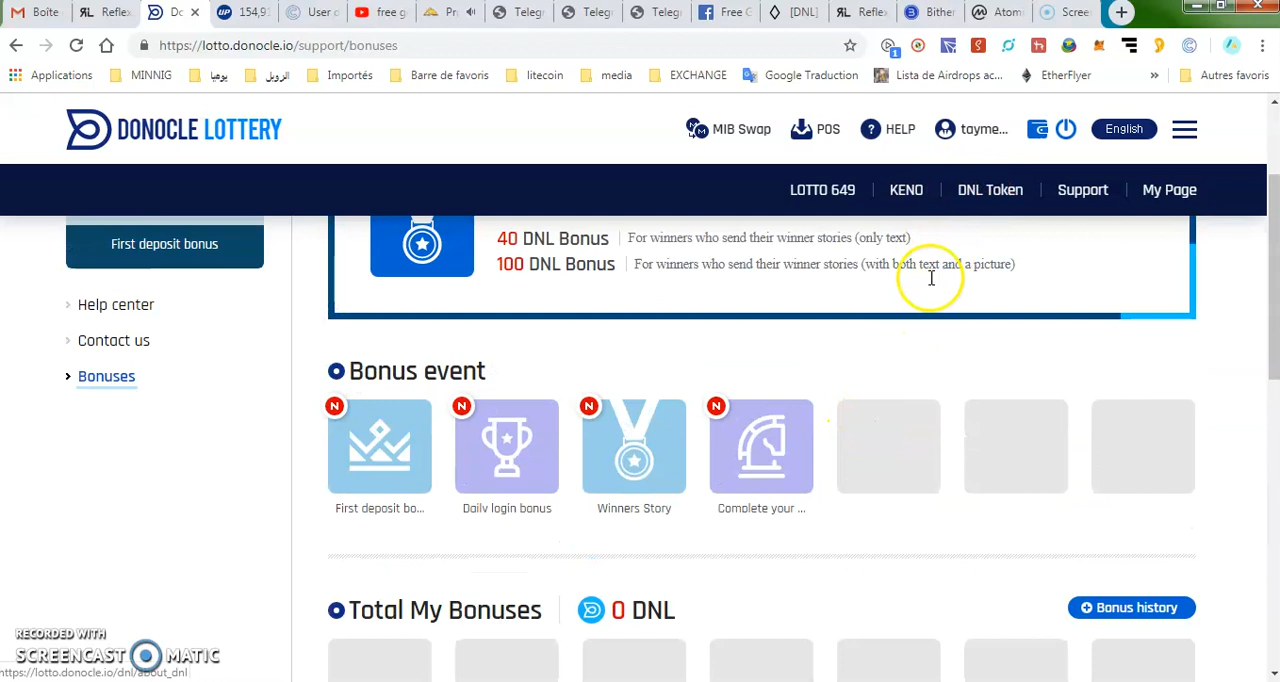 Boîte
Reflex
Do
154,91
User o
free g
Pr
Telegr
Telegr
Telegr
Free G
[DNL]
Reflex
Bither
Atom
Scree
https://lotto.donocle.io/support/bonuses
Applications
MINNIG
يوميا
الزويل
Importés
Barre de favoris
litecoin
media
EXCHANGE
Google Traduction
Lista de Airdrops ac...
EtherFlyer
»
Autres favoris
DONOCLE LOTTERY
MIB Swap
POS
HELP
tayme...
English
LOTTO 649
KENO
DNL Token
Support
My Page
First deposit bonus
40 DNL Bonus
For winners who send their winner stories (only text)
100 DNL Bonus
For winners who send their winner stories (with both text and a picture)
Help center
Contact us
Bonuses
Bonus event
N
N
N
N
First deposit bo...
Daily login bonus
Winners Story
Complete your ...
Total My Bonuses
0 DNL
Bonus history
RECORDED WITH
SCREENCAST MATIC
https://lotto.donocle.io/dnl/about_dnl